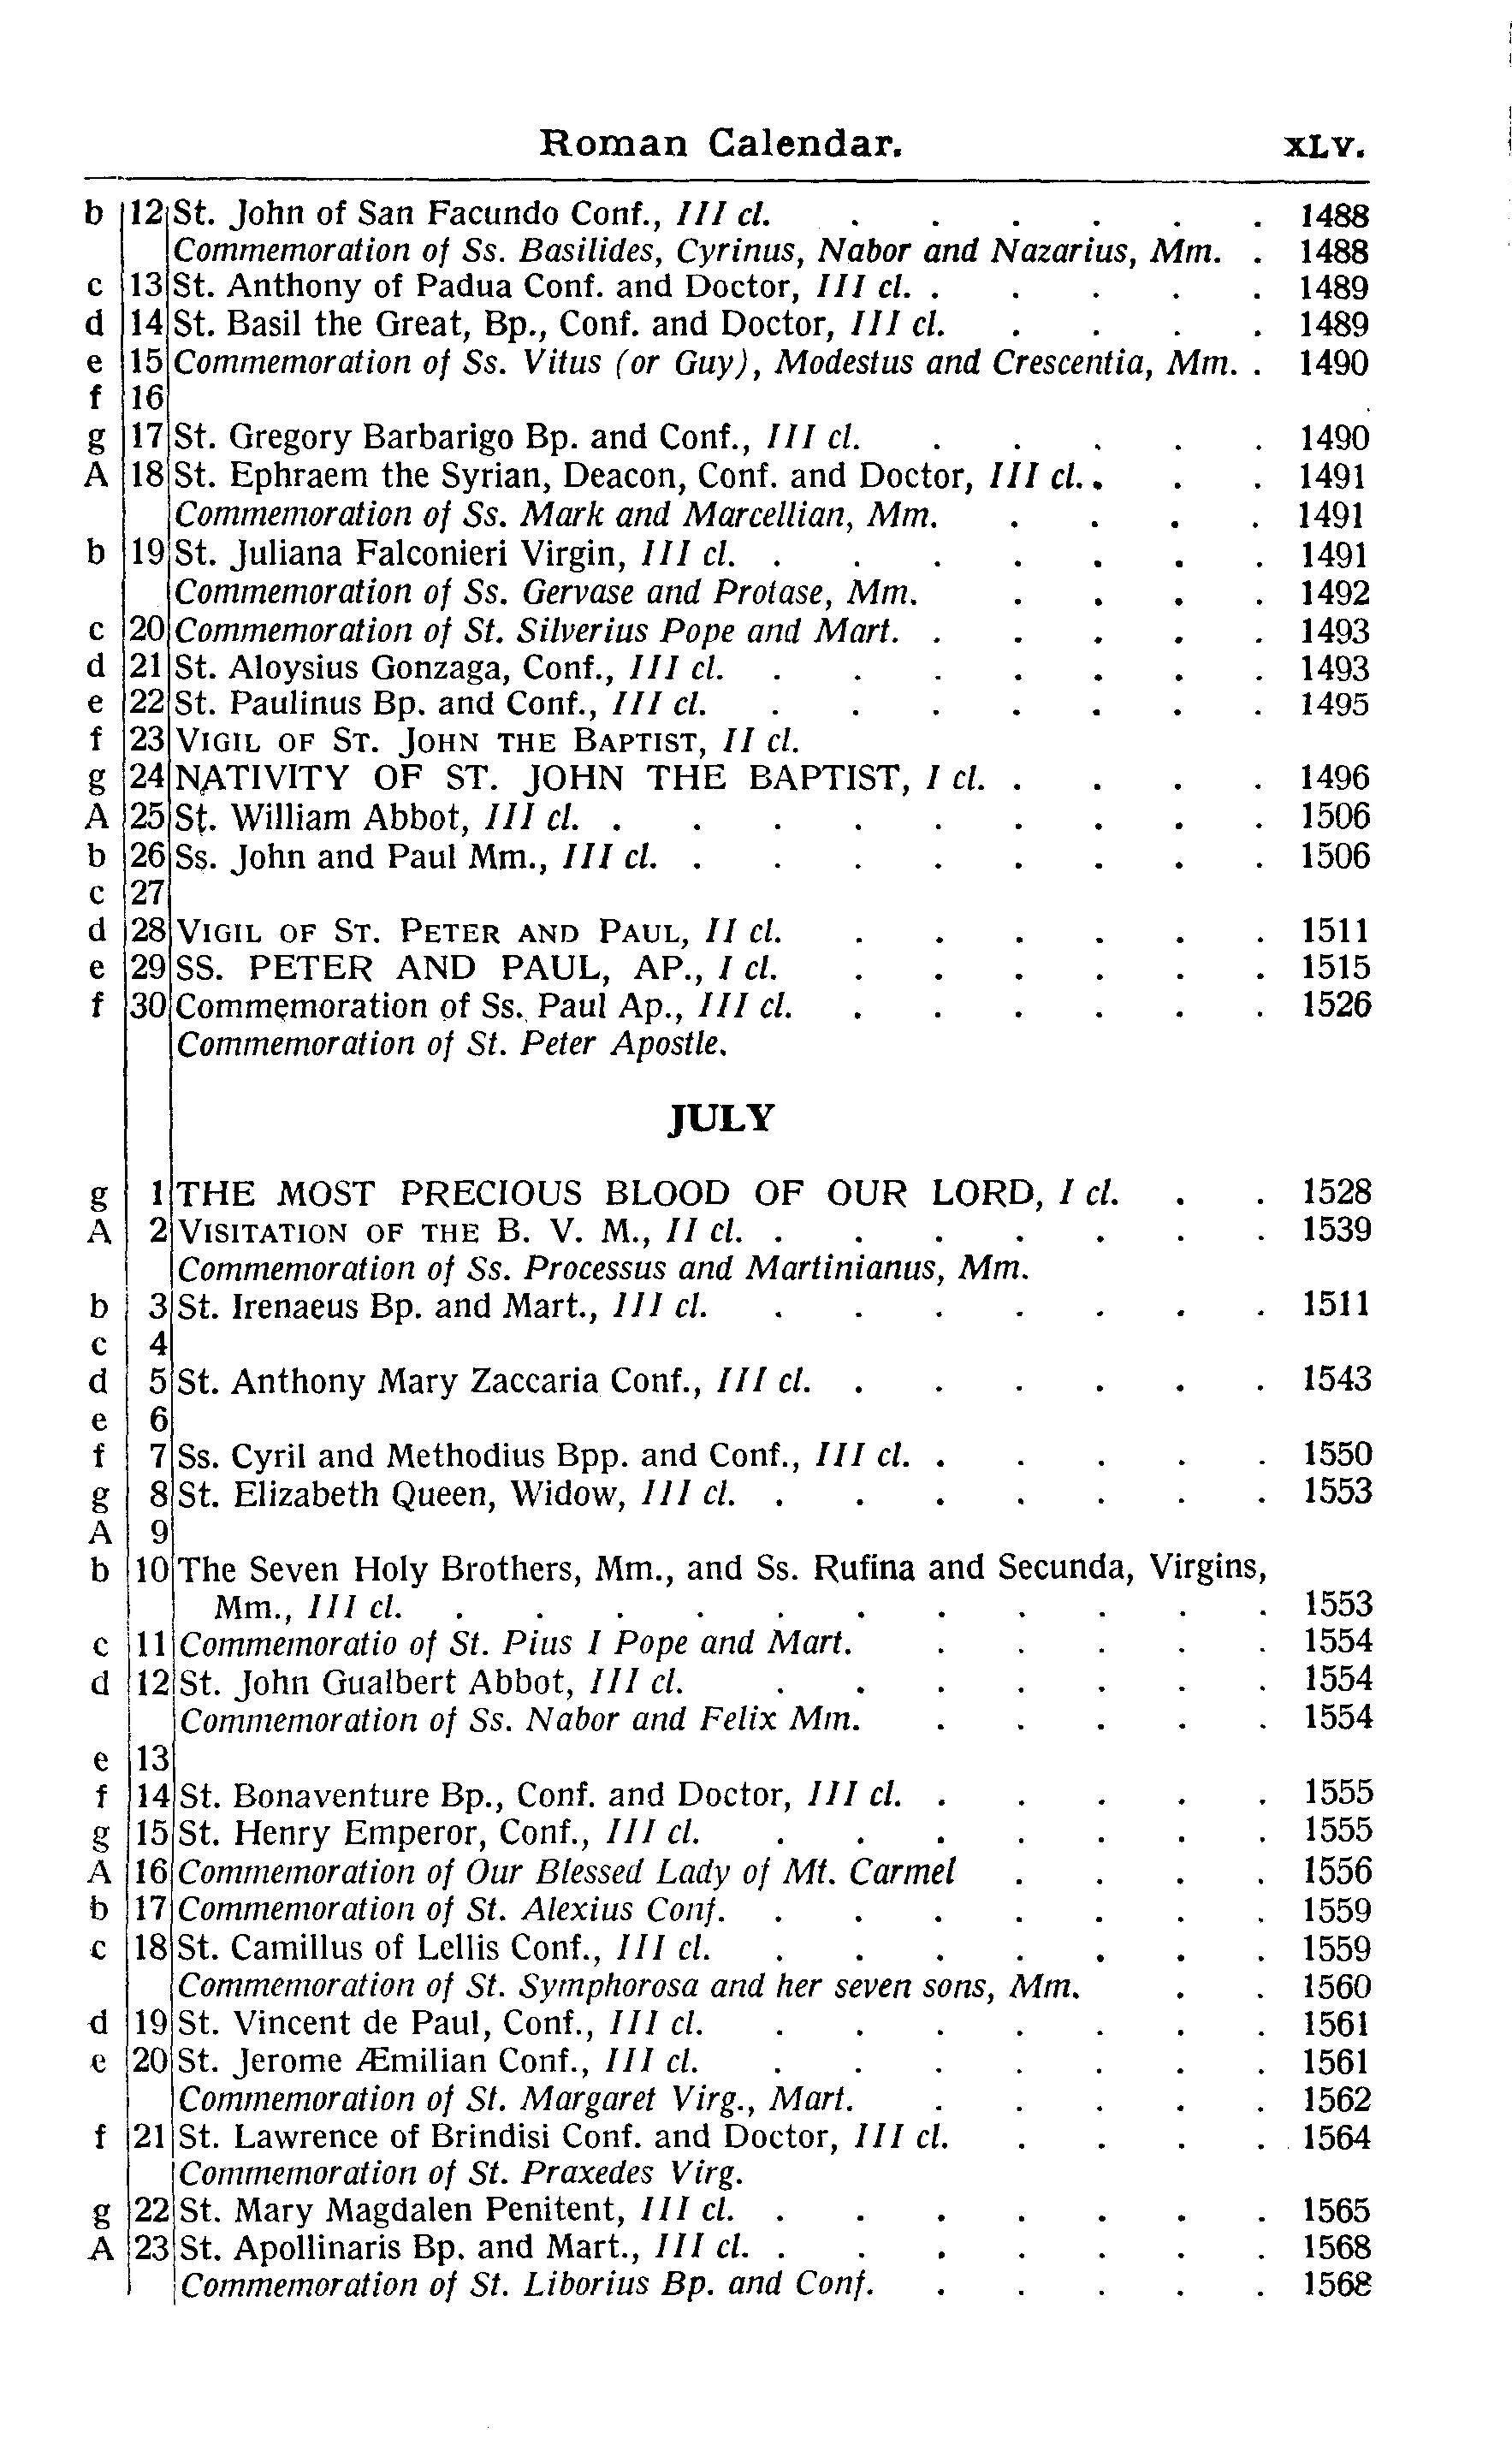 Roman Calendar. XLV.
b 12 St. John of San Facundo Conf., III cl. . . . . . . 1488
Commemoration of Ss. Basilides, Cyrinus, Nabor and Nazarius, Mm. . 1488
c 13 St. Anthony of Padua Conf. and Doctor, III cl. . . . . . 1489
d 14 St. Basil the Great, Bp., Conf. and Doctor, III cl. . . . . 1489
e 15 Commemoration of Ss. Vitus (or Guy), Modestus and Crescentia, Mm. . 1490
f 16
g 17 St. Gregory Barbarigo Bp. and Conf., III cl. . . . . . 1490
A 18 St. Ephraem the Syrian, Deacon, Conf. and Doctor, III cl. . . . 1491
Commemoration of Ss. Mark and Marcellian, Mm. . . . . 1491
b 19 St. Juliana Falconieri Virgin, III cl. . . . . . . . 1491
Commemoration of Ss. Gervase and Protase, Mm. . . . . 1492
c 20 Commemoration of St. Silverius Pope and Mart. . . . . . 1493
d 21 St. Aloysius Gonzaga, Conf., III cl. . . . . . . . 1493
e 22 St. Paulinus Bp. and Conf., III cl. . . . . . . . 1495
f 23 VIGIL OF ST. JOHN THE BAPTIST, II cl.
g 24 NATIVITY OF ST. JOHN THE BAPTIST, I cl. . . . . 1496
A 25 St. William Abbot, III cl. . . . . . . . . . 1506
b 26 Ss. John and Paul Mm., III cl. . . . . . . . . 1506
c 27
d 28 VIGIL OF ST. PETER AND PAUL, II cl. . . . . . . 1511
e 29 SS. PETER AND PAUL, AP., I cl. . . . . . . 1515
f 30 Commemoration of Ss. Paul Ap., III cl. . . . . . . 1526
Commemoration of St. Peter Apostle.
JULY
g 1 THE MOST PRECIOUS BLOOD OF OUR LORD, I cl. . . 1528
A 2 VISITATION OF THE B. V. M., II cl. . . . . . . . 1539
Commemoration of Ss. Processus and Martinianus, Mm.
b 3 St. Irenaeus Bp. and Mart., III cl. . . . . . . . 1511
c 4
d 5 St. Anthony Mary Zaccaria Conf., III cl. . . . . . . 1543
e 6
f 7 Ss. Cyril and Methodius Bpp. and Conf., III cl. . . . . . 1550
g 8 St. Elizabeth Queen, Widow, III cl. . . . . . . . 1553
A 9
b 10 The Seven Holy Brothers, Mm., and Ss. Rufina and Secunda, Virgins,
Mm., III cl. . . . . . . . . . . . 1553
c 11 Commemoratio of St. Pius I Pope and Mart. . . . . . 1554
d 12 St. John Gualbert Abbot, III cl. . . . . . . . 1554
Commemoration of Ss. Nabor and Felix Mm. . . . . . 1554
e 13
f 14 St. Bonaventure Bp., Conf. and Doctor, III cl. . . . . . 1555
g 15 St. Henry Emperor, Conf., III cl. . . . . . . . 1555
A 16 Commemoration of Our Blessed Lady of Mt. Carmel . . . . 1556
b 17 Commemoration of St. Alexius Conf. . . . . . . . 1559
c 18 St. Camillus of Lellis Conf., III cl. . . . . . . . 1559
Commemoration of St. Symphorosa and her seven sons, Mm. . . 1560
d 19 St. Vincent de Paul, Conf., III cl. . . . . . . . 1561
e 20 St. Jerome Æmilian Conf., III cl. . . . . . . . 1561
Commemoration of St. Margaret Virg., Mart. . . . . . 1562
f 21 St. Lawrence of Brindisi Conf. and Doctor, III cl. . . . . 1564
Commemoration of St. Praxedes Virg.
g 22 St. Mary Magdalen Penitent, III cl. . . . . . . . 1565
A 23 St. Apollinaris Bp. and Mart., III cl. . . . . . . . 1568
Commemoration of St. Liborius Bp. and Conf. . . . . . 1568